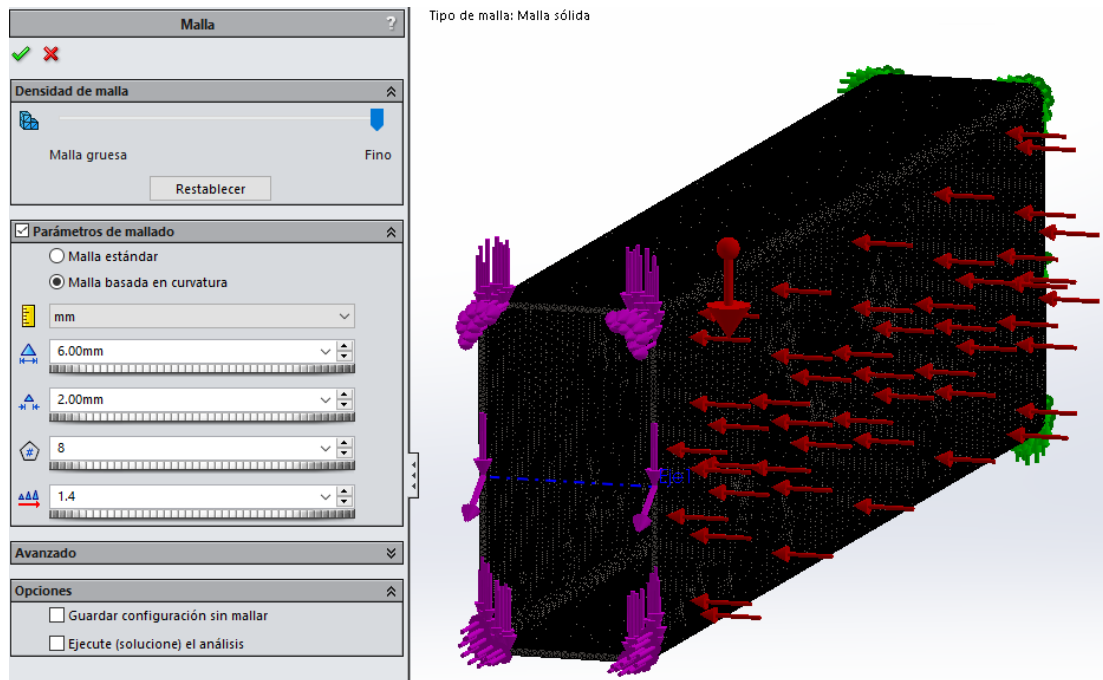 Malla ?
Tipo de malla: Malla sólida
Densidad de malla
Malla gruesa Fino
Restablecer
Parámetros de mallado
Malla estándar
Malla basada en curvatura
mm
6.00mm
2.00mm
#
8
1.4
Avanzado
Opciones
Guardar configuración sin mallar
Ejecute (solucione) el análisis
Eje1